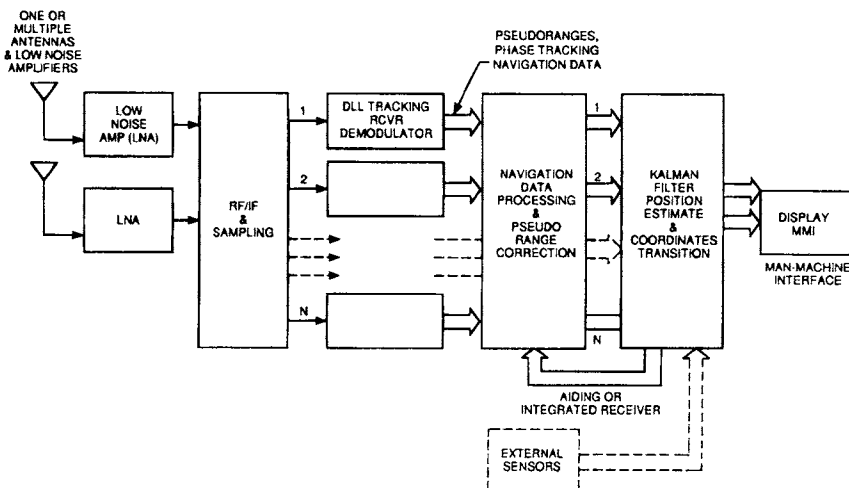 ONE OR
MULTIPLE
ANTENNAS
& LOW NOISE
AMPLIFIERS
LOW
NOISE
AMP (LNA)
LNA
RF/IF
&
SAMPLING
1
2
N
DLL TRACKING
RCVR
DEMODULATOR
PSEUDORANGES,
PHASE TRACKING
NAVIGATION DATA
NAVIGATION
DATA
PROCESSING
&
PSEUDO
RANGE
CORRECTION
1
2
N
KALMAN
FILTER
POSITION
ESTIMATE
&
COORDINATES
TRANSITION
DISPLAY
MMI
MAN-MACHINE
INTERFACE
AIDING OR
INTEGRATED RECEIVER
EXTERNAL
SENSORS